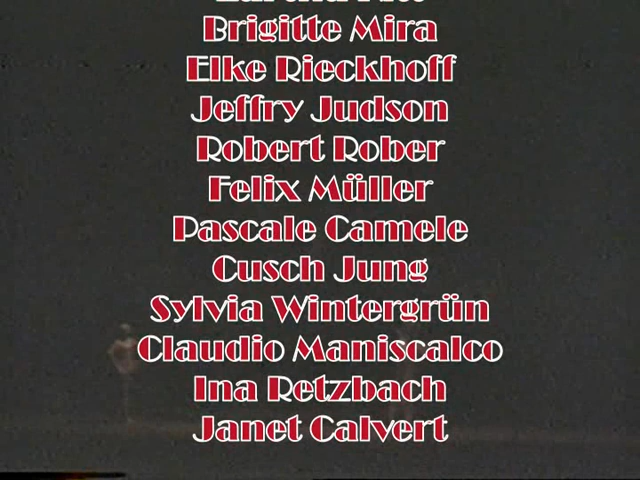 Brigitte Mira
Elke Rieckhoff
Jeffry Judson
Robert Rober
Felix Müller
Pascale Camele
Cusch Jung
Sylvia Wintergrün
Claudio Maniscalco
Ina Retzbach
Janet Calvert